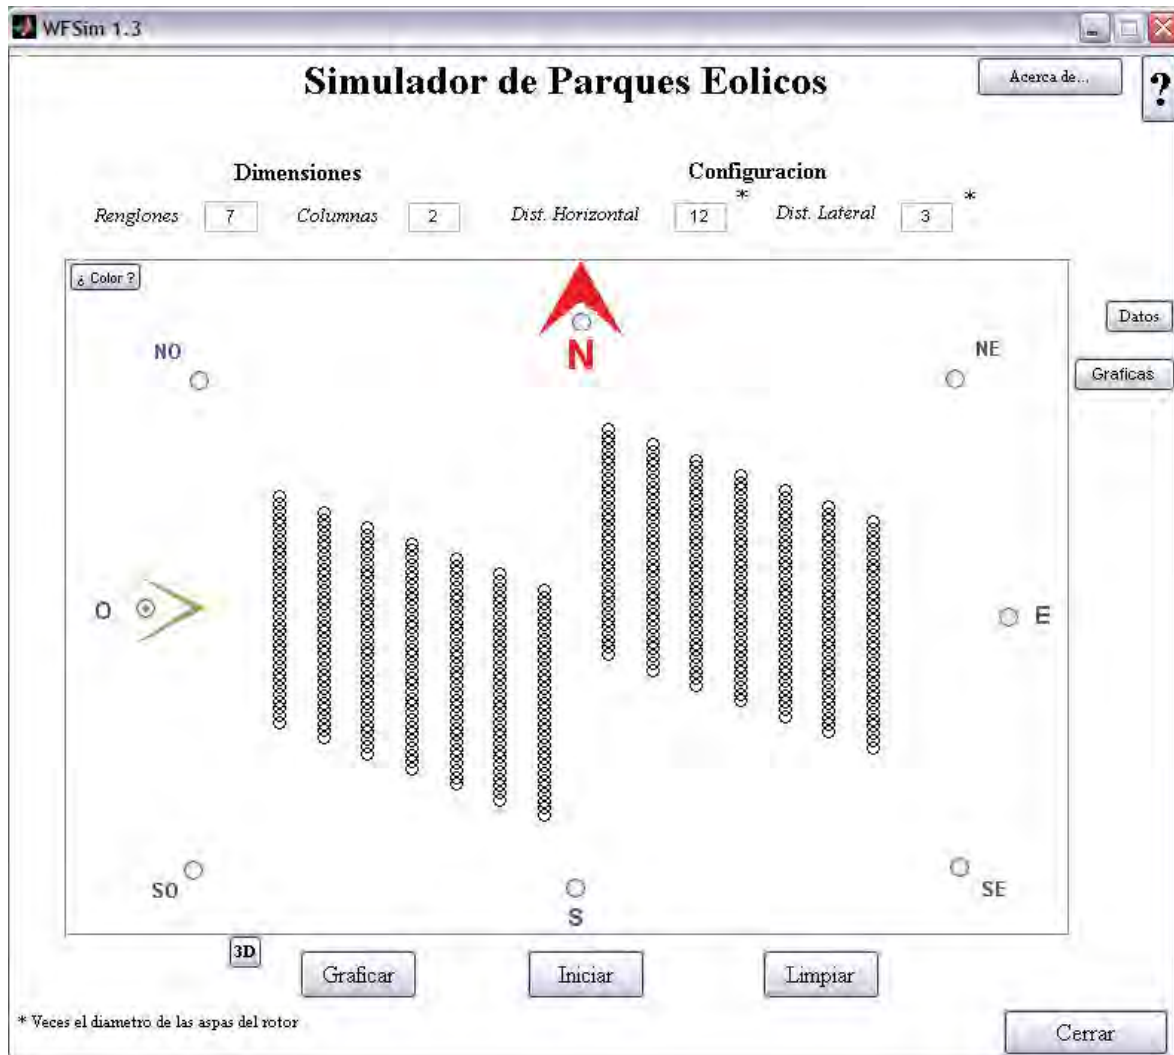 WFSim 1.3
Simulador de Parques Eolicos
Acerca de...
?
Dimensiones
Configuracion
Renglones 7 Columnas 2 Dist. Horizontal 12 * Dist. Lateral 3 *
¿ Color ?
N
NO
NE
Datos
Graficas
O
E
SO
S
SE
3D
Graficar
Iniciar
Limpiar
* Veces el diametro de las aspas del rotor
Cerrar